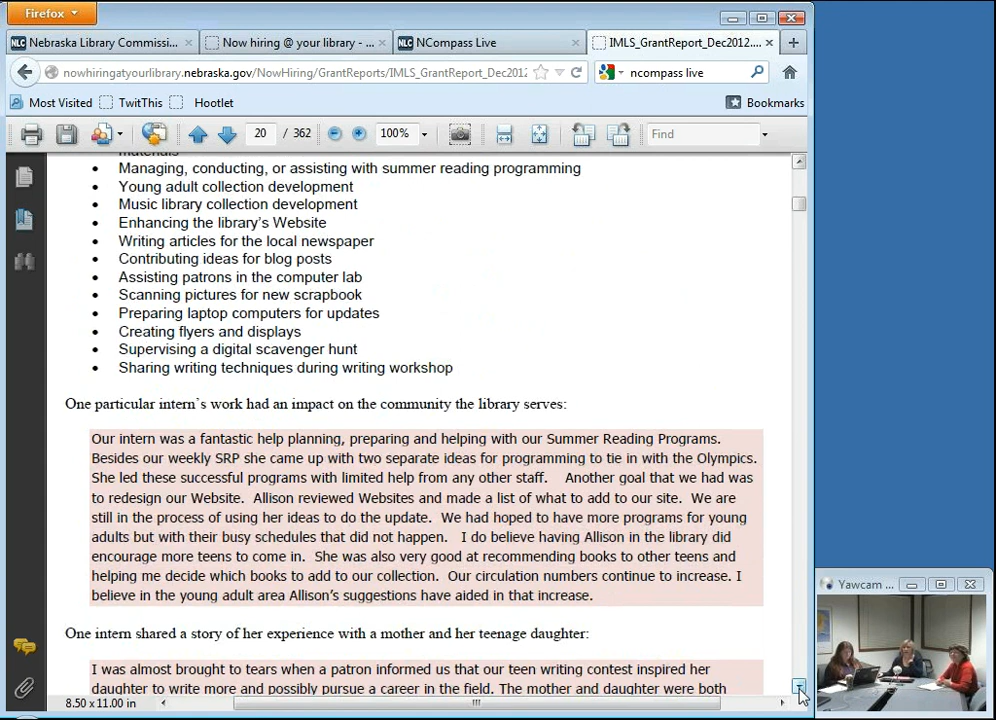 Firefox
Nebraska Library Commissi...
Now hiring @ your library - ...
NCompass Live
IMLS_GrantReport_Dec2012....
nowhiringatyourlibrary.nebraska.gov/NowHiring/GrantReports/IMLS_GrantReport_Dec2012
ncompass live
Most Visited
TwitThis
Hootlet
Bookmarks
20 / 362
100%
Find
materials
• Managing, conducting, or assisting with summer reading programming
• Young adult collection development
• Music library collection development
• Enhancing the library's Website
• Writing articles for the local newspaper
• Contributing ideas for blog posts
• Assisting patrons in the computer lab
• Scanning pictures for new scrapbook
• Preparing laptop computers for updates
• Creating flyers and displays
• Supervising a digital scavenger hunt
• Sharing writing techniques during writing workshop
One particular intern's work had an impact on the community the library serves:
Our intern was a fantastic help planning, preparing and helping with our Summer Reading Programs.
Besides our weekly SRP she came up with two separate ideas for programming to tie in with the Olympics.
She led these successful programs with limited help from any other staff. Another goal that we had was
to redesign our Website. Allison reviewed Websites and made a list of what to add to our site. We are
still in the process of using her ideas to do the update. We had hoped to have more programs for young
adults but with their busy schedules that did not happen. I do believe having Allison in the library did
encourage more teens to come in. She was also very good at recommending books to other teens and
helping me decide which books to add to our collection. Our circulation numbers continue to increase. I
believe in the young adult area Allison's suggestions have aided in that increase.
One intern shared a story of her experience with a mother and her teenage daughter:
I was almost brought to tears when a patron informed us that our teen writing contest inspired her
daughter to write more and possibly pursue a career in the field. The mother and daughter were both
8.50 x 11.00 in
Yawcam ...